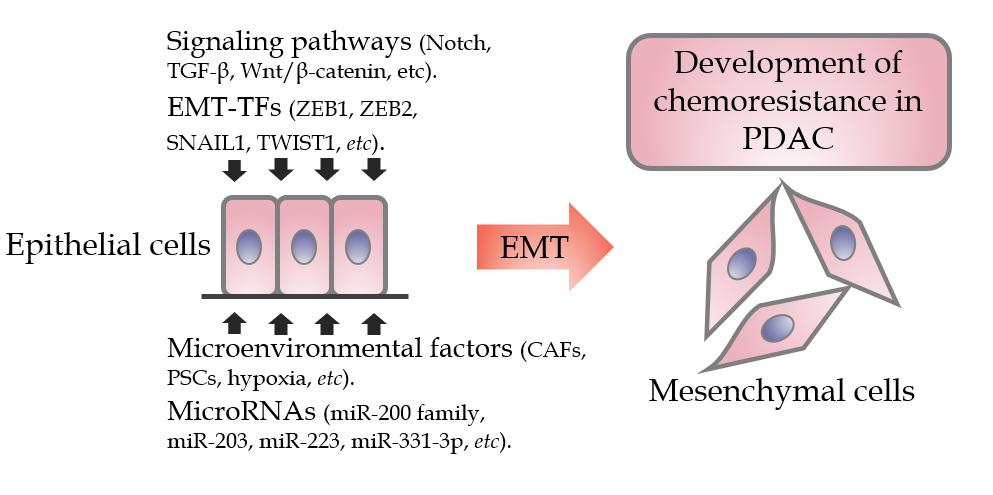 Signaling pathways (Notch,
TGF-β, Wnt/β-catenin, etc).
EMT-TFs (ZEB1, ZEB2,
SNAIL1, TWIST1, etc).
Epithelial cells
Microenvironmental factors (CAFs,
PSCs, hypoxia, etc).
MicroRNAs (miR-200 family,
miR-203, miR-223, miR-331-3p, etc).
EMT
Development of
chemoresistance in
PDAC
Mesenchymal cells